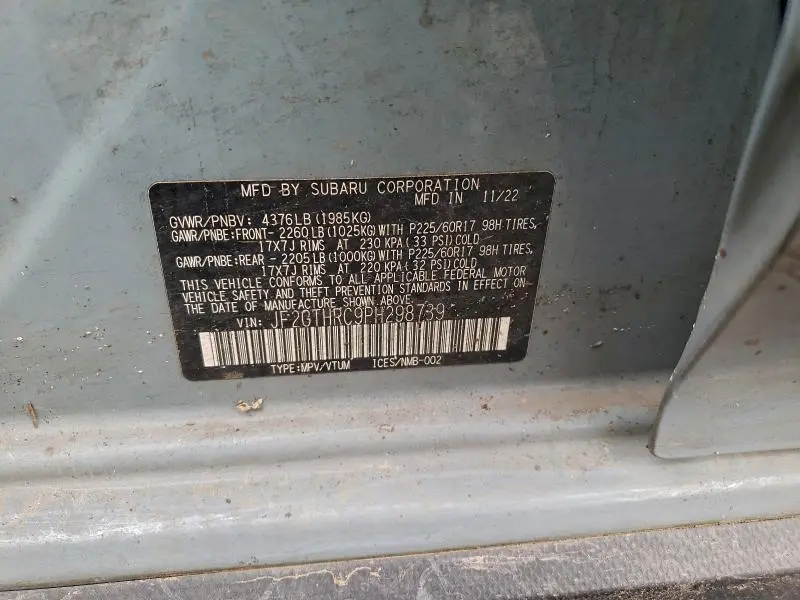 MFD BY SUBARU CORPORATION
MFD IN 11/22
GVWR/PNBV: 4376LB(1985KG)
GAWR/PNBE:FRONT- 2260LB(1025KG)WITH P225/60R17 98H TIRES,
17X7J RIMS AT 230 KPA(33 PSI)COLD
GAWR/PNBE:REAR - 2205LB(1000KG)WITH P225/60R17 98H TIRES,
17X7J RIMS AT 220 KPA(32 PSI)COLD
THIS VEHICLE CONFORMS TO ALL APPLICABLE FEDERAL MOTOR
VEHICLE SAFETY AND THEFT PREVENTION STANDARDS IN EFFECT ON
THE DATE OF MANUFACTURE SHOWN ABOVE.
VIN: JF2GTHRC9PH298739
TYPE:MPV/VTUM ICES/NMB-002